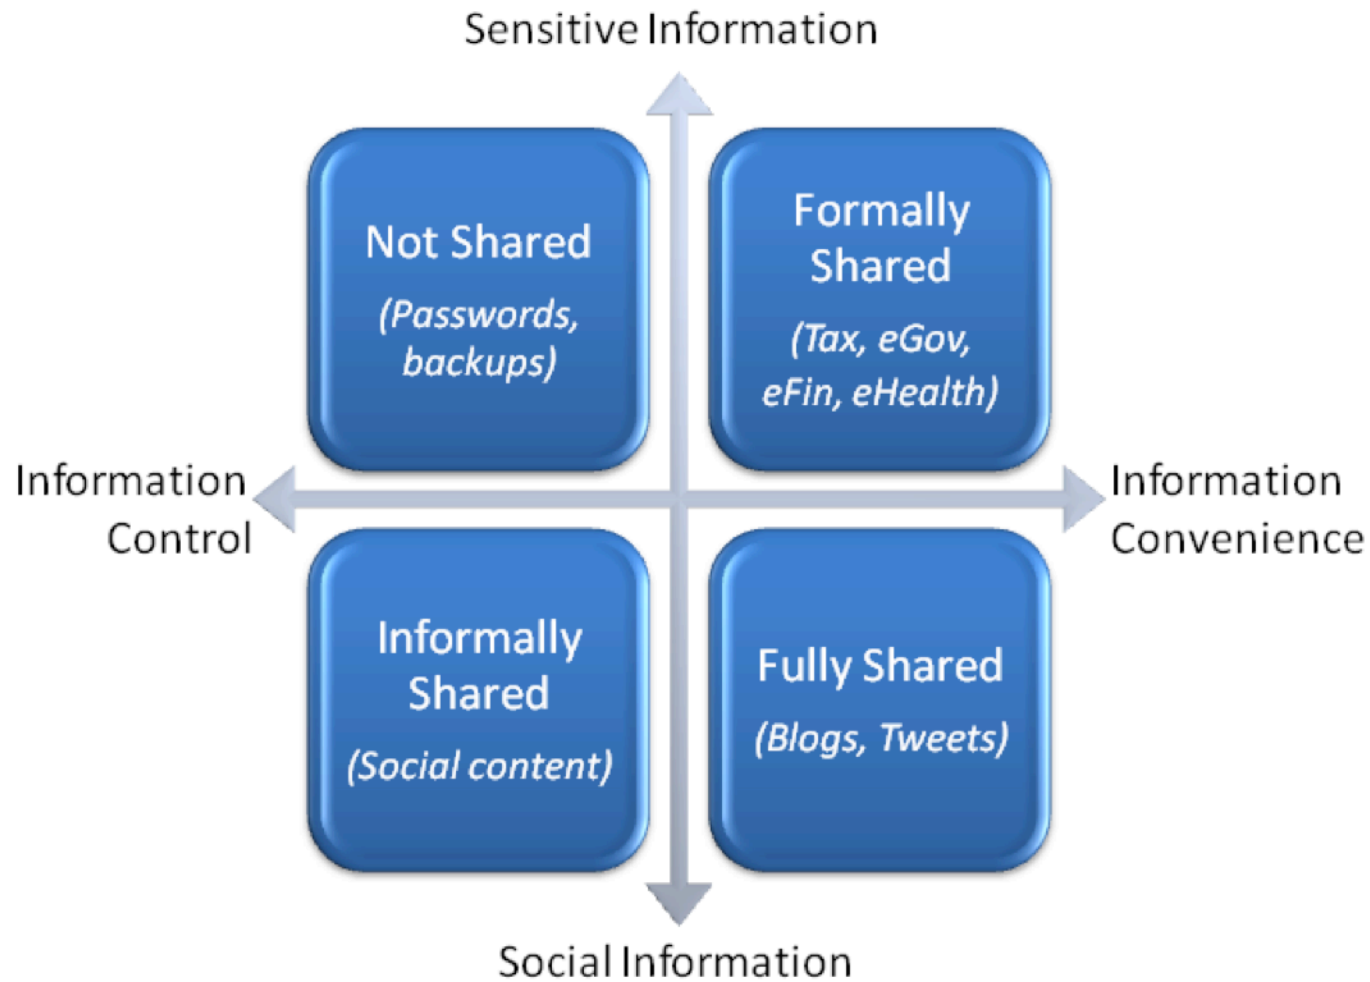 Sensitive Information
Not Shared
(Passwords,
backups)
Formally
Shared
(Tax, eGov,
eFin, eHealth)
Information
Control
Information
Convenience
Informally
Shared
(Social content)
Fully Shared
(Blogs, Tweets)
Social Information